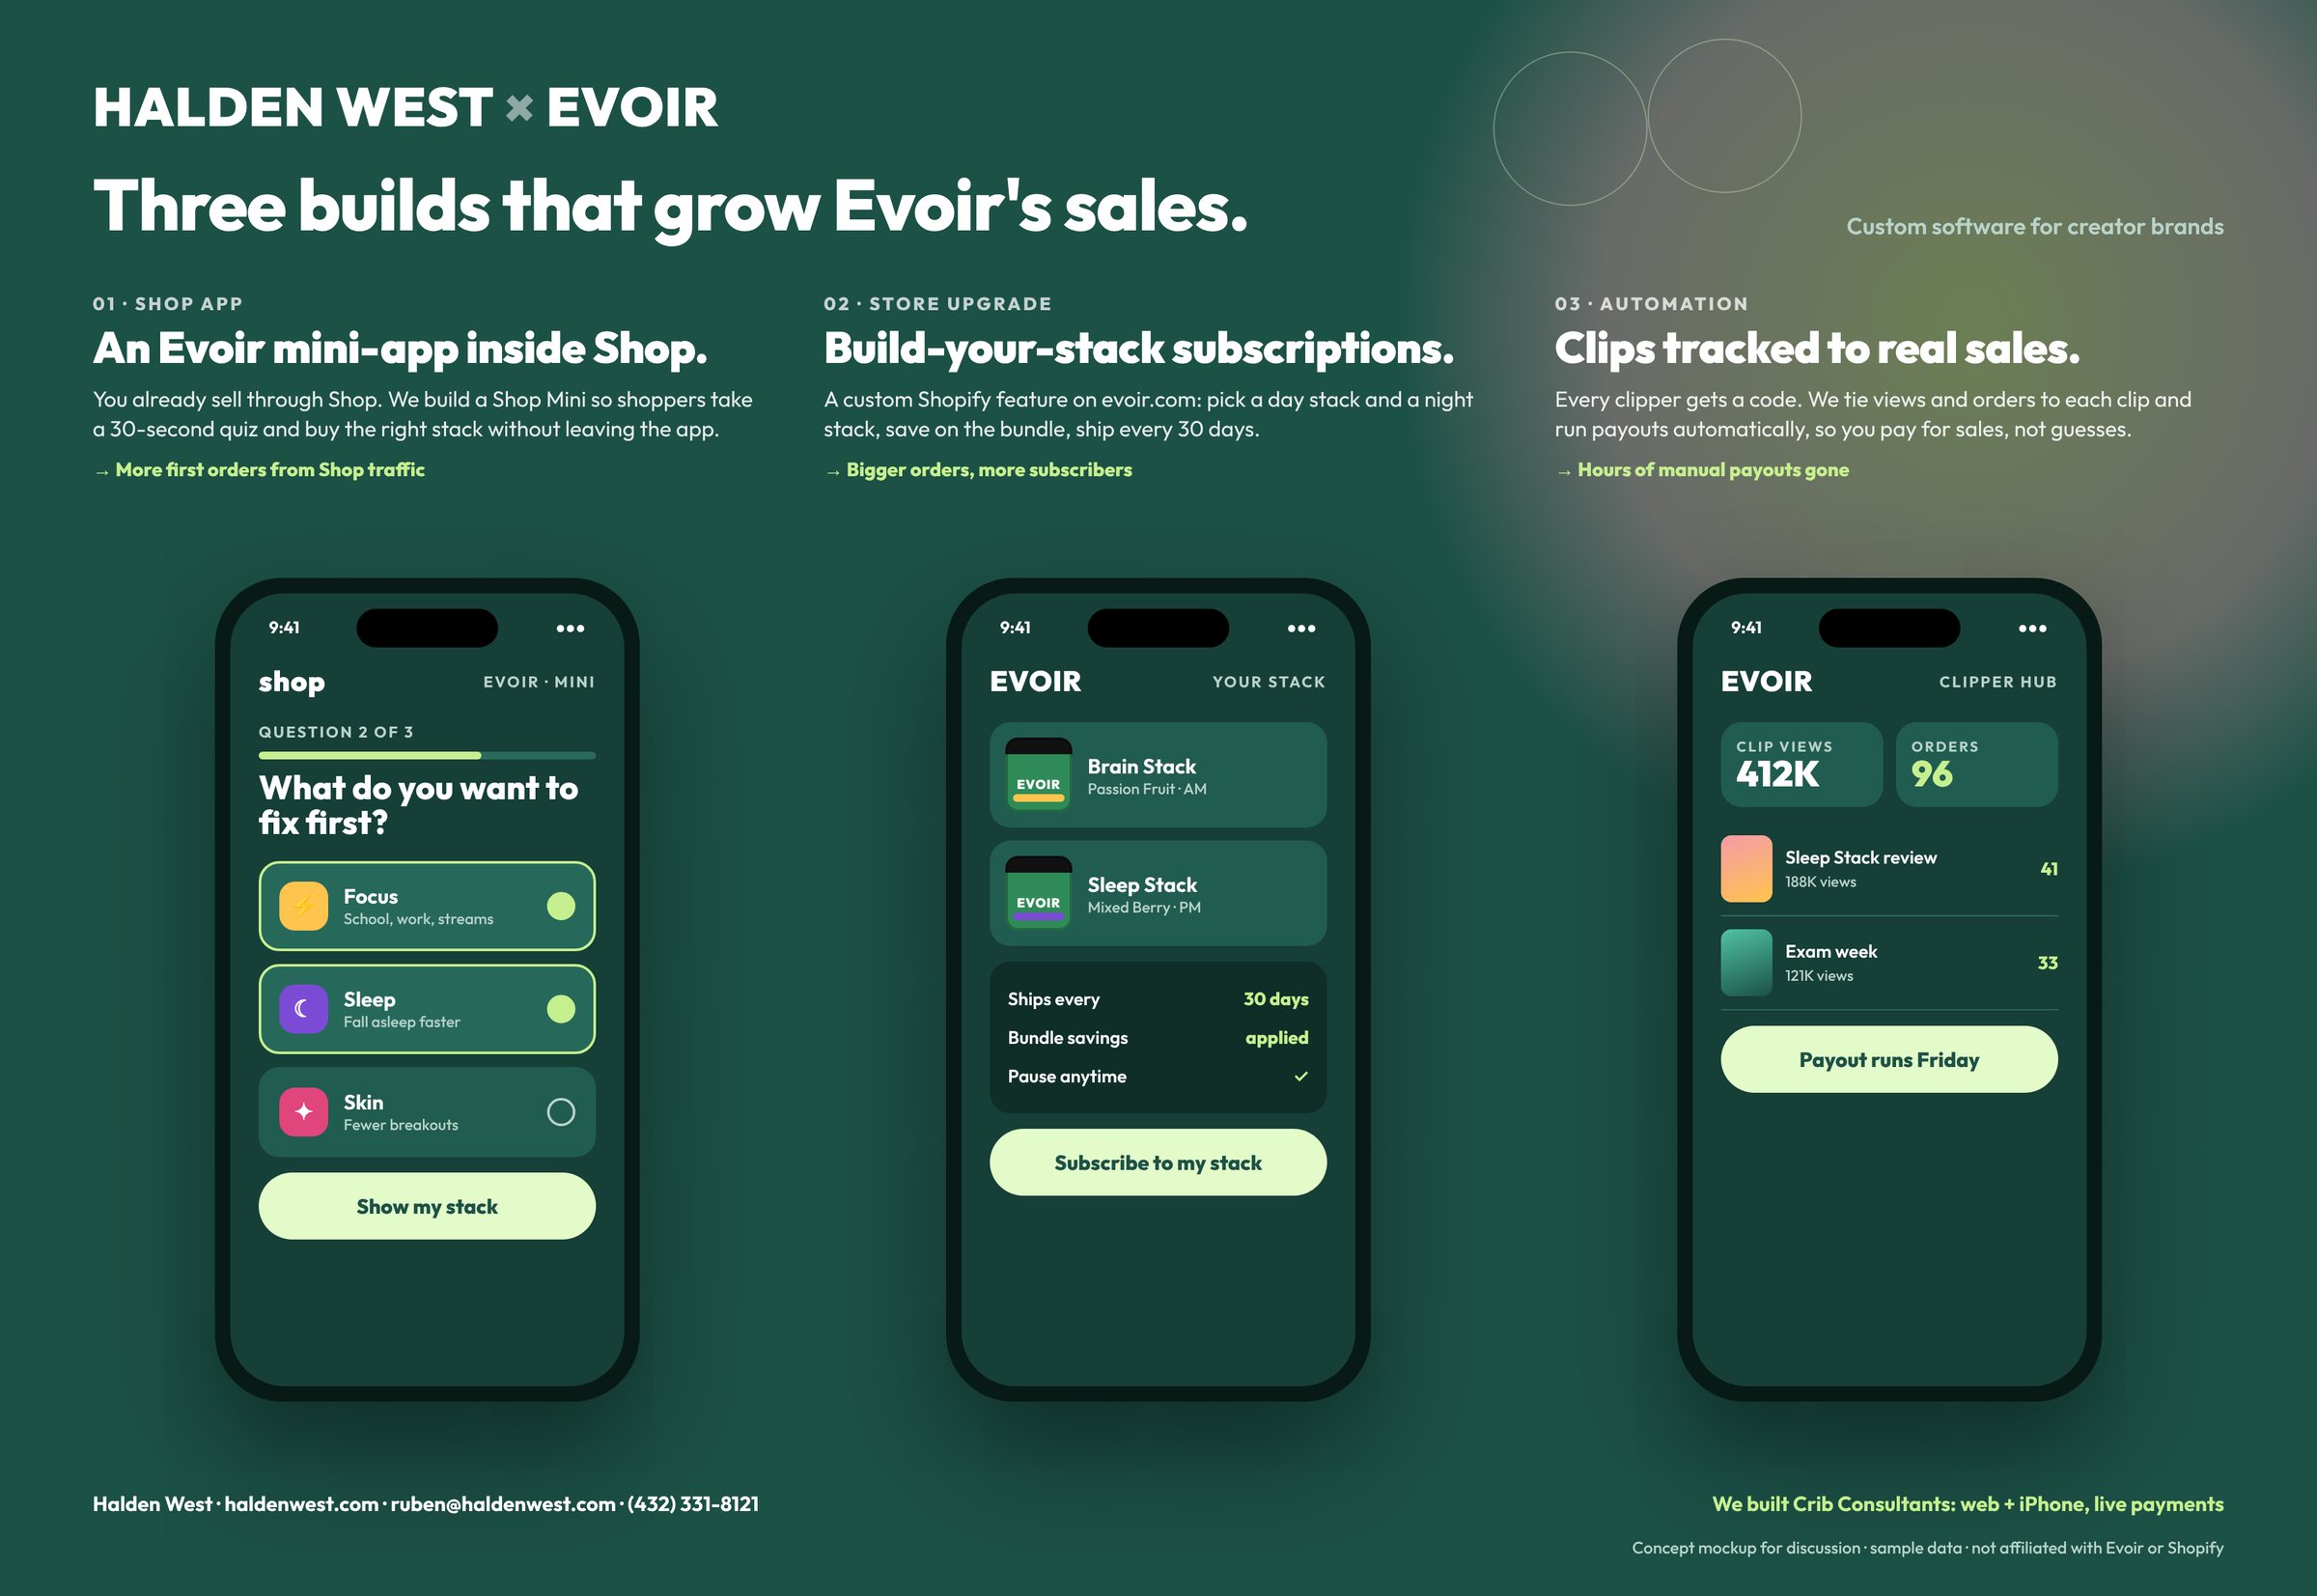 HALDEN WEST × EVOIR
Three builds that grow Evoir's sales.
Custom software for creator brands
01 · SHOP APP
An Evoir mini-app inside Shop.
You already sell through Shop. We build a Shop Mini so shoppers take
a 30-second quiz and buy the right stack without leaving the app.
→ More first orders from Shop traffic
02 · STORE UPGRADE
Build-your-stack subscriptions.
A custom Shopify feature on evoir.com: pick a day stack and a night
stack, save on the bundle, ship every 30 days.
→ Bigger orders, more subscribers
03 · AUTOMATION
Clips tracked to real sales.
Every clipper gets a code. We tie views and orders to each clip and
run payouts automatically, so you pay for sales, not guesses.
→ Hours of manual payouts gone
9:41
shop EVOIR · MINI
QUESTION 2 OF 3
What do you want to
fix first?
Focus
School, work, streams
Sleep
Fall asleep faster
Skin
Fewer breakouts
Show my stack
9:41
EVOIR YOUR STACK
EVOIR
Brain Stack
Passion Fruit · AM
EVOIR
Sleep Stack
Mixed Berry · PM
Ships every 30 days
Bundle savings applied
Pause anytime ✓
Subscribe to my stack
9:41
EVOIR CLIPPER HUB
CLIP VIEWS
412K
ORDERS
96
Sleep Stack review
188K views
41
Exam week
121K views
33
Payout runs Friday
Halden West · haldenwest.com · ruben@haldenwest.com · (432) 331-8121
We built Crib Consultants: web + iPhone, live payments
Concept mockup for discussion · sample data · not affiliated with Evoir or Shopify